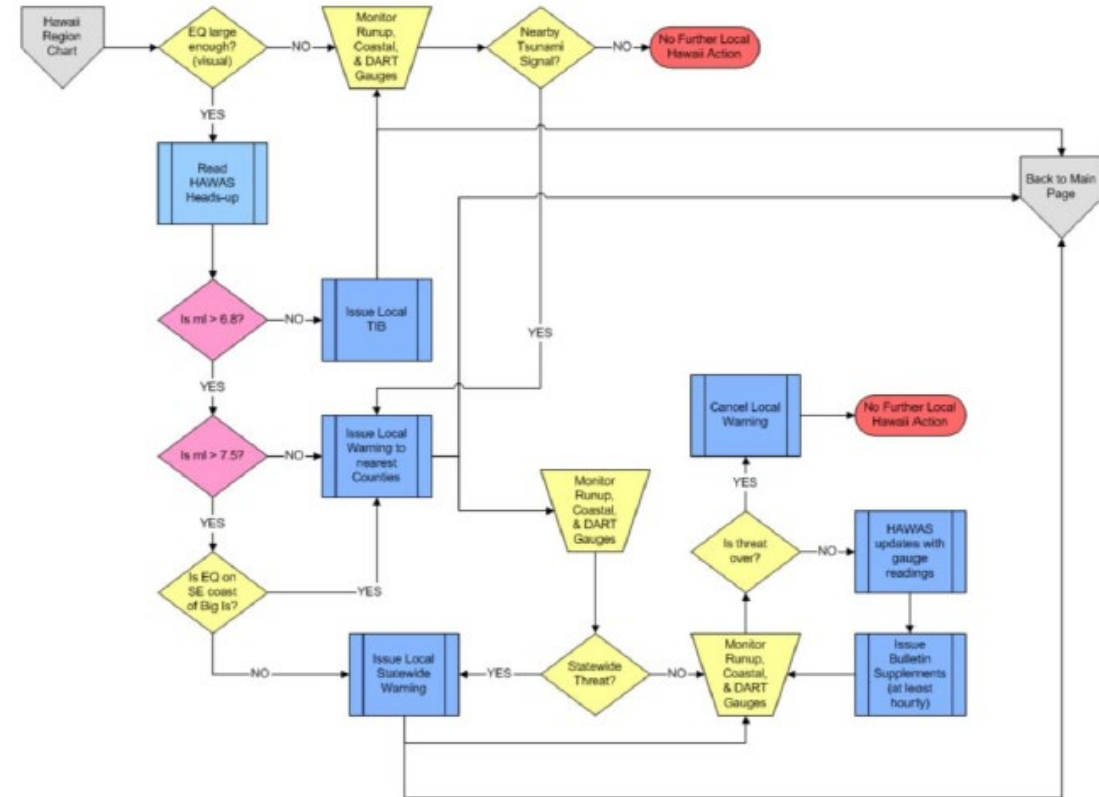 Hawaii
Region
Chart
EQ large
enough?
(visual)
NO
Monitor
Runup,
Coastal,
& DART
Gauges
Nearby
Tsunami
Signal?
NO
No Further Local
Hawaii Action
YES
Read
HAWAS
Heads-up
Back to Main
Page
Is ml > 6.8?
NO
Issue Local
TIB
YES
YES
Is ml > 7.5?
NO
Issue Local
Warning to
nearest
Counties
Cancel Local
Warning
No Further Local
Hawaii Action
YES
Monitor
Runup,
Coastal,
& DART
Gauges
YES
Is threat
over?
NO
HAWAS
updates with
gauge
readings
Is EQ on
SE coast
of Big Is?
YES
NO
Issue Local
Statewide
Warning
YES
Statewide
Threat?
NO
Monitor
Runup,
Coastal,
& DART
Gauges
Issue
Bulletin
Supplements
(at least
hourly)